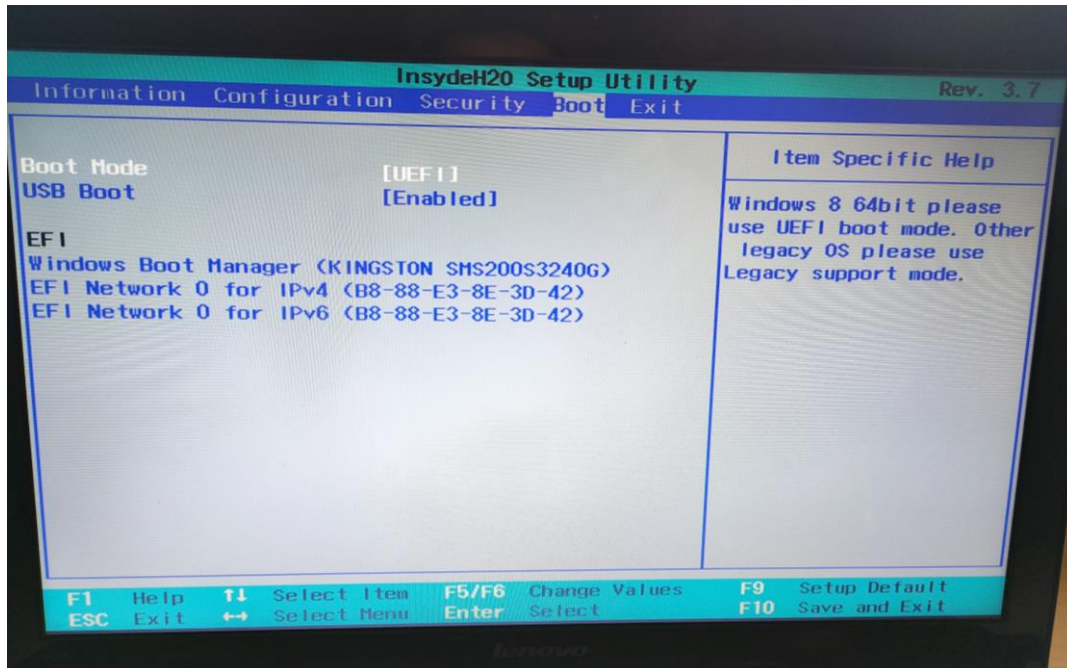 InsydeH20 Setup Utility Rev. 3.7
Information Configuration Security Boot Exit
Boot Mode [UEFI]
USB Boot [Enabled]
EFI
Windows Boot Manager (KINGSTON SMS200S3240G)
EFI Network 0 for IPv4 (B8-88-E3-8E-3D-42)
EFI Network 0 for IPv6 (B8-88-E3-8E-3D-42)
Item Specific Help
Windows 8 64bit please
use UEFI boot mode. Other
legacy OS please use
Legacy support mode.
F1 Help ↑↓ Select Item F5/F6 Change Values F9 Setup Default
ESC Exit ↔ Select Menu Enter Select F10 Save and Exit
lenovo